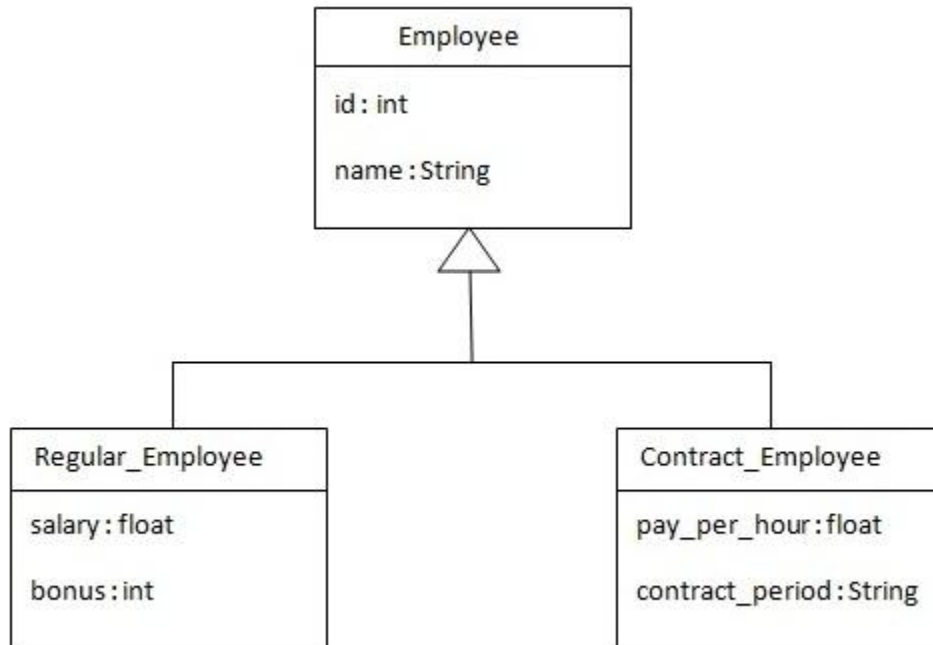 Employee
id : int
name : String
Regular_Employee
salary : float
bonus : int
Contract_Employee
pay_per_hour : float
contract_period : String